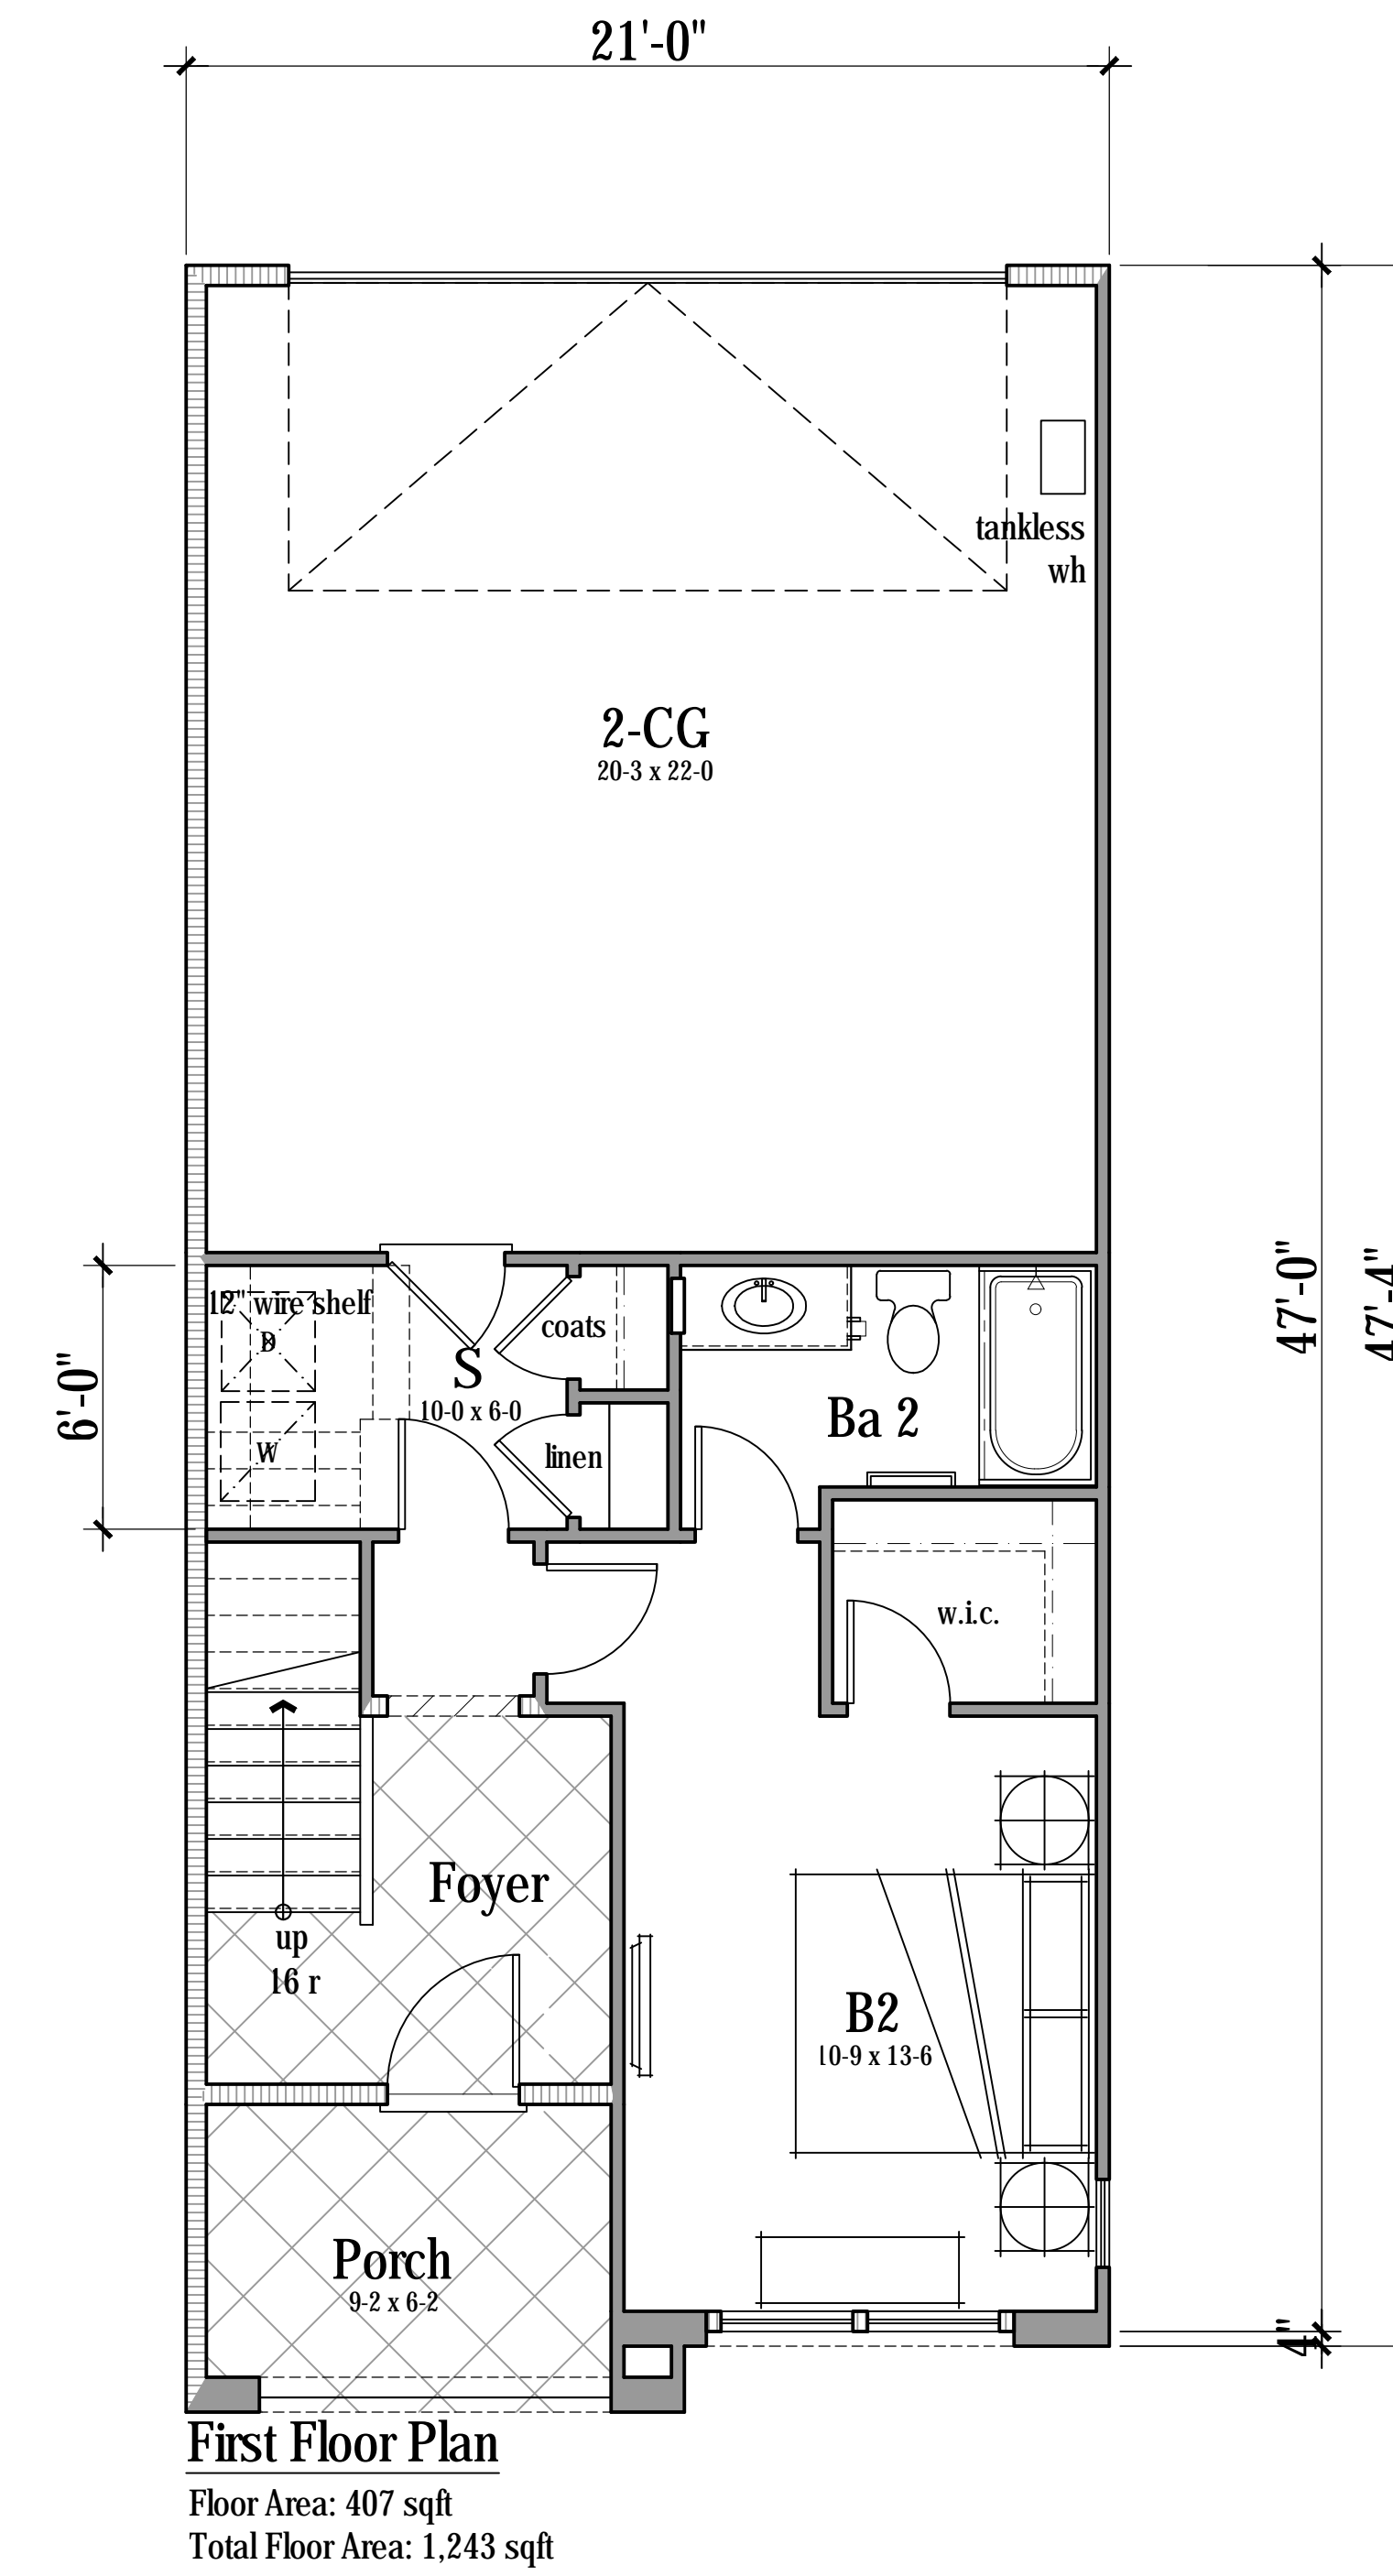 21'-0"
tankless
wh
2-CG
20-3 x 22-0
47'-0"
47'-4"
6'-0"
12" wire shelf
D
W
S
10-0 x 6-0
coats
linen
Ba 2
w.i.c.
Foyer
up
16 r
B2
10-9 x 13-6
Porch
9-2 x 6-2
4"
First Floor Plan
Floor Area: 407 sqft
Total Floor Area: 1,243 sqft